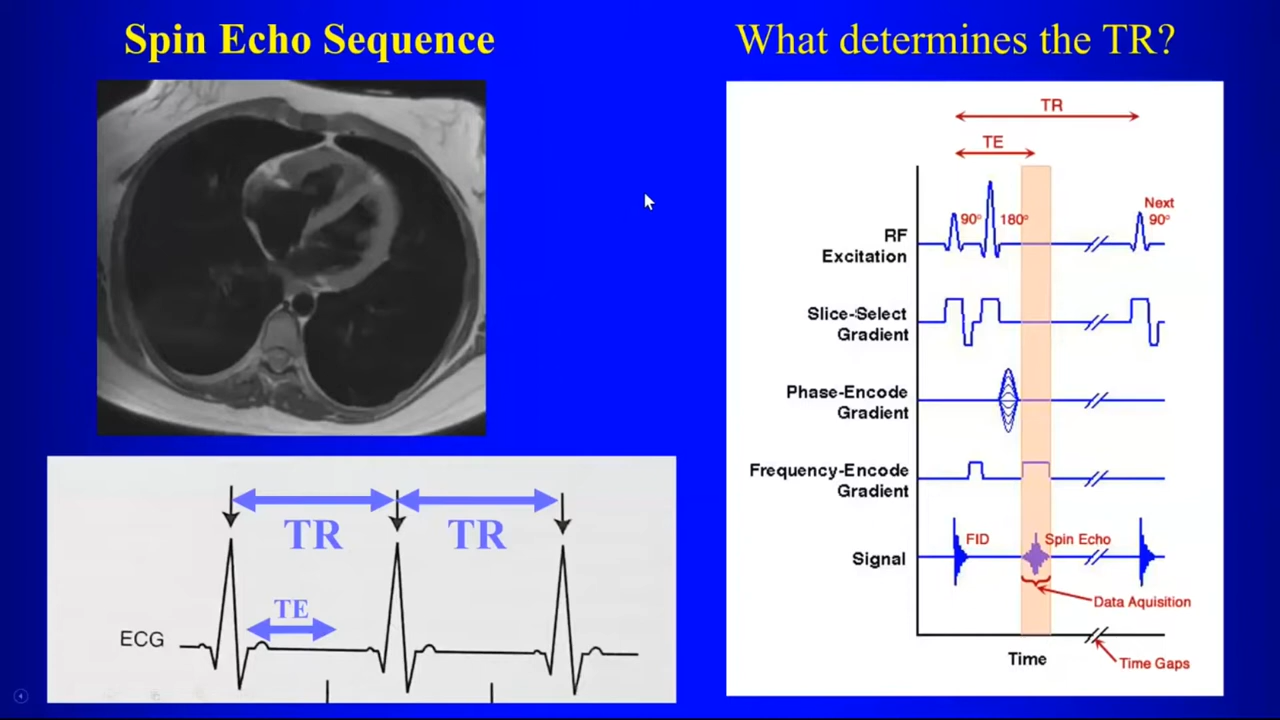 Spin Echo Sequence
What determines the TR?
TR
TR
TE
ECG
TR
TE
90°
180°
Next
90°
RF
Excitation
Slice-Select
Gradient
Phase-Encode
Gradient
Frequency-Encode
Gradient
Signal
FID
Spin Echo
Data Aquisition
Time
Time Gaps
4